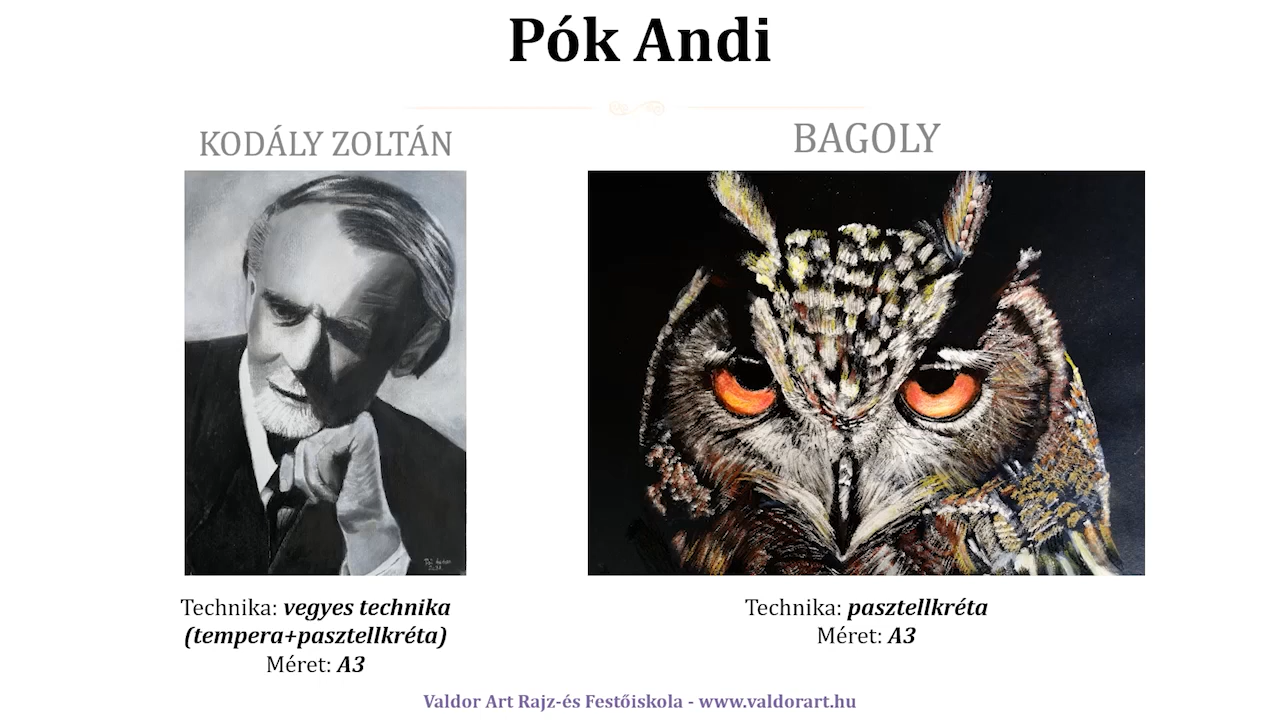 Pók Andi
KODÁLY ZOLTÁN
Technika: vegyes technika
(tempera+pasztellkréta)
Méret: A3
BAGOLY
Technika: pasztellkréta
Méret: A3
Valdor Art Rajz-és Festőiskola - www.valdorart.hu